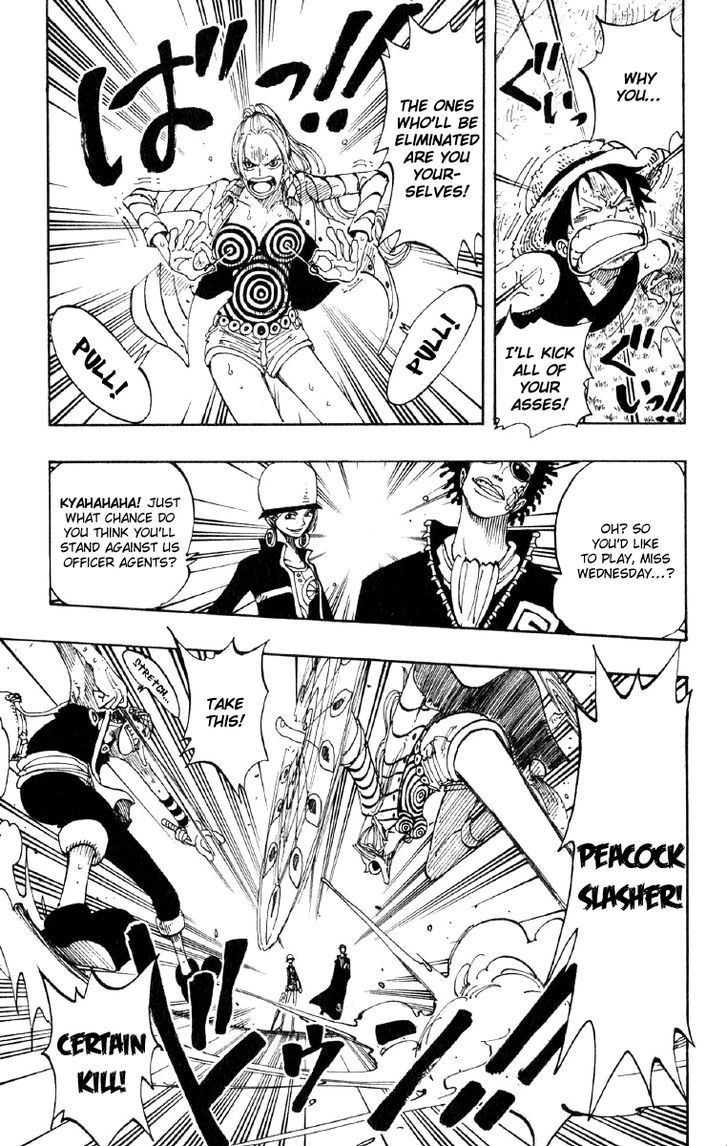 WHY
YOU...
ぐいっ
I'LL KICK
ALL OF
YOUR
ASSES!
ぐいっ!!
THE ONES
WHO'LL BE
ELIMINATED
ARE YOU
YOUR-
SELVES!
ばっ!!
PULL!
PULL!
OH? SO
YOU'D LIKE
TO PLAY, MISS
WEDNESDAY...?
KYAHAHAHA! JUST
WHAT CHANCE DO
YOU THINK YOU'LL
STAND AGAINST US
OFFICER AGENTS?
PEACOCK
SLASHER!
TAKE
THIS!
STRETCH..
CERTAIN
KILL!
ドゥン!!